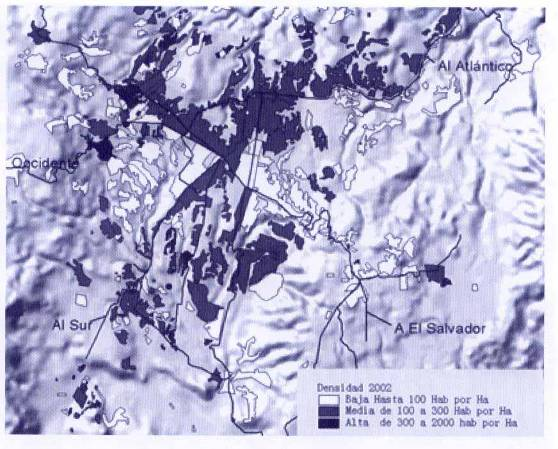 Al Atlántico
Occidente
Al Sur
A El Salvador
Densidad 2002
Baja Hasta 100 Hab por Ha
Media de 100 a 300 Hab por Ha
Alta de 300 a 2000 hab por Ha